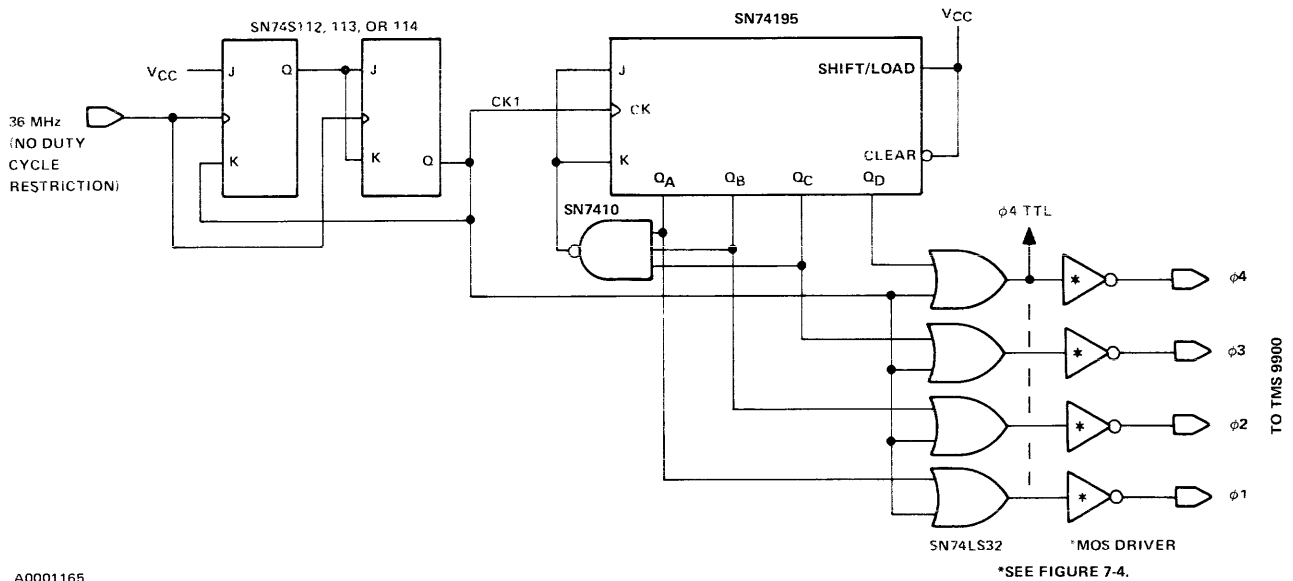 SN74S112, 113, OR 114
SN74195
VCC
VCC
J
Q
J
J
SHIFT/LOAD
CK1
CK
36 MHz
(NO DUTY
CYCLE
RESTRICTION)
K
K
Q
K
CLEAR
QA
QB
QC
QD
SN7410
φ4 TTL
*
φ4
*
φ3
*
φ2
*
φ1
TO TMS 9900
SN74LS32
*MOS DRIVER
*SEE FIGURE 7-4.
A0001165